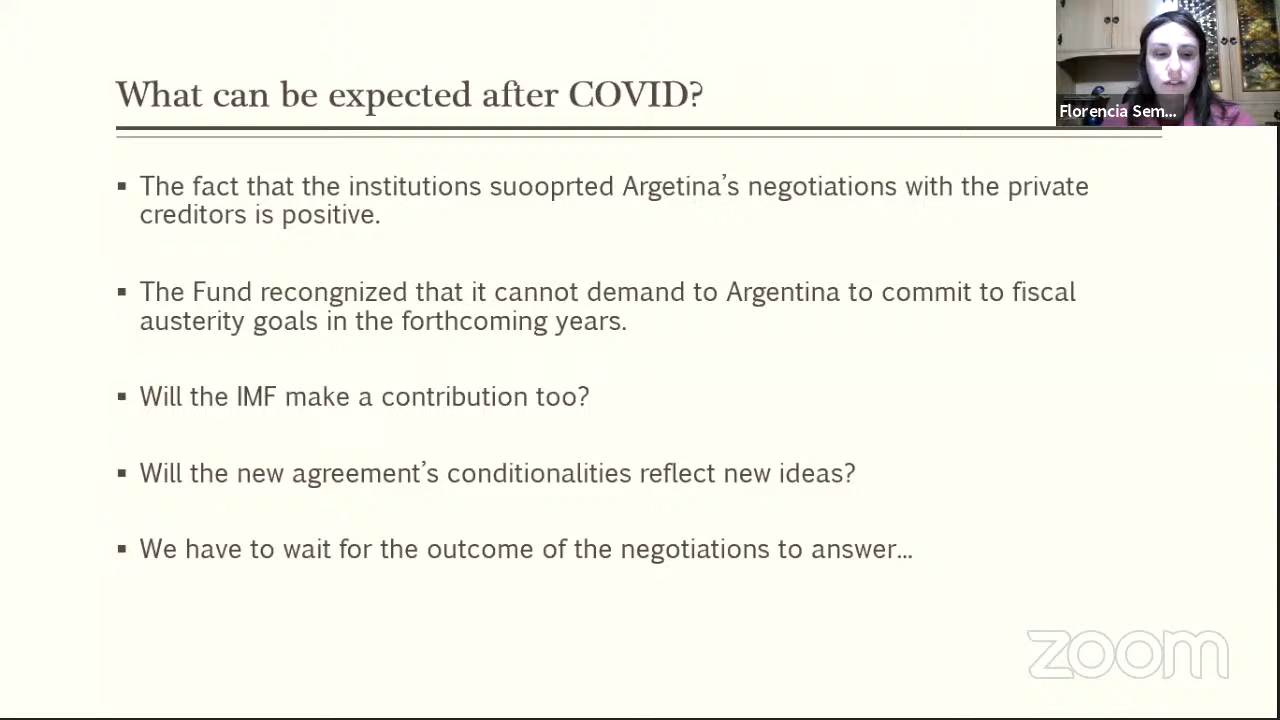 What can be expected after COVID?
Florencia Sem...
▪ The fact that the institutions suooprted Argetina’s negotiations with the private
creditors is positive.
▪ The Fund recongnized that it cannot demand to Argentina to commit to fiscal
austerity goals in the forthcoming years.
▪ Will the IMF make a contribution too?
▪ Will the new agreement’s conditionalities reflect new ideas?
▪ We have to wait for the outcome of the negotiations to answer…
zoom